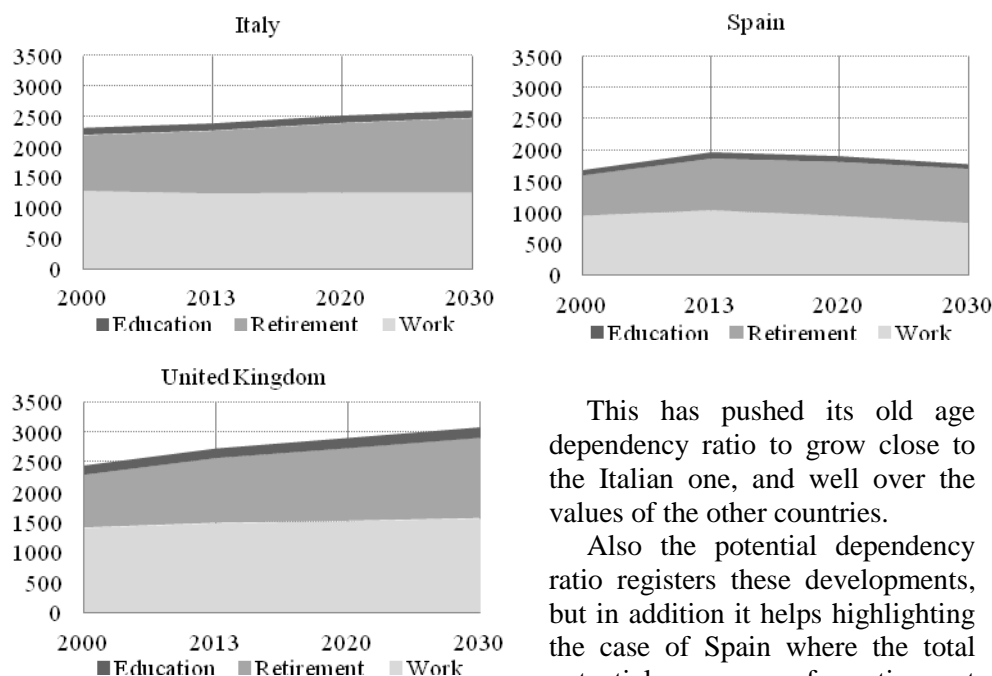 Italy
3500
3000
2500
2000
1500
1000
500
0
2000 2013 2020 2030
Education Retirement Work
Spain
3500
3000
2500
2000
1500
1000
500
0
2000 2013 2020 2030
Education Retirement Work
United Kingdom
3500
3000
2500
2000
1500
1000
500
0
2000 2013 2020 2030
Education Retirement Work
This has pushed its old age
dependency ratio to grow close to
the Italian one, and well over the
values of the other countries.
Also the potential dependency
ratio registers these developments,
but in addition it helps highlighting
the case of Spain where the total